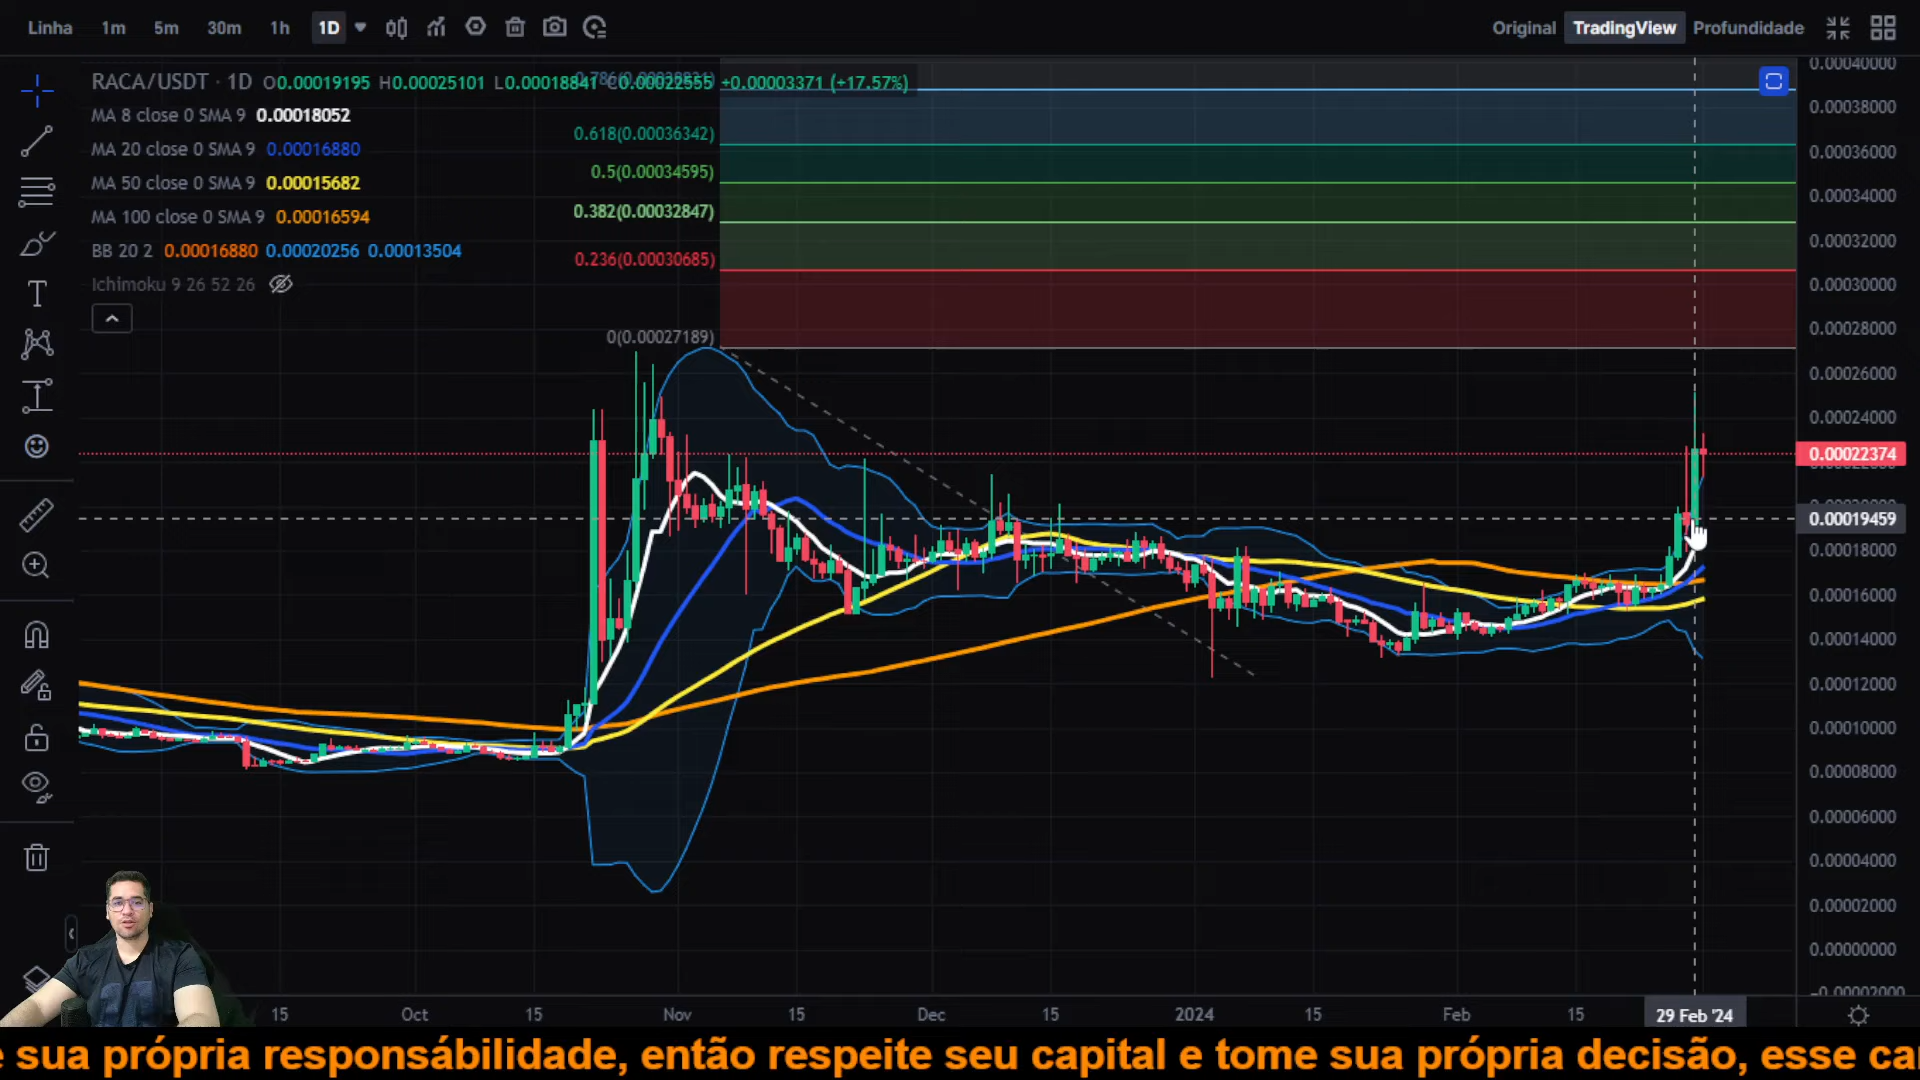 Linha 1m 5m 30m 1h 1D Original TradingView Profundidade
RACA/USDT · 1D O0.00019195 H0.00025101 L0.00018841 C0.00022555 +0.00003371 (+17.57%)
MA 8 close 0 SMA 9 0.00018052
MA 20 close 0 SMA 9 0.00016880
MA 50 close 0 SMA 9 0.00015682
MA 100 close 0 SMA 9 0.00016594
BB 20 2 0.00016880 0.00020256 0.00013504
Ichimoku 9 26 52 26
0.618(0.00036342)
0.5(0.00034595)
0.382(0.00032847)
0.236(0.00030685)
0(0.00027189)
0.00040000
0.00038000
0.00036000
0.00034000
0.00032000
0.00030000
0.00028000
0.00026000
0.00024000
0.00022374
0.00019459
0.00018000
0.00016000
0.00014000
0.00012000
0.00010000
0.00008000
0.00006000
0.00004000
0.00002000
0.00000000
-0.00002000
15 Oct 15 Nov 15 Dec 15 2024 15 Feb 15 29 Feb '24
e sua própria responsábilidade, então respeite seu capital e tome sua própria decisão, esse ca